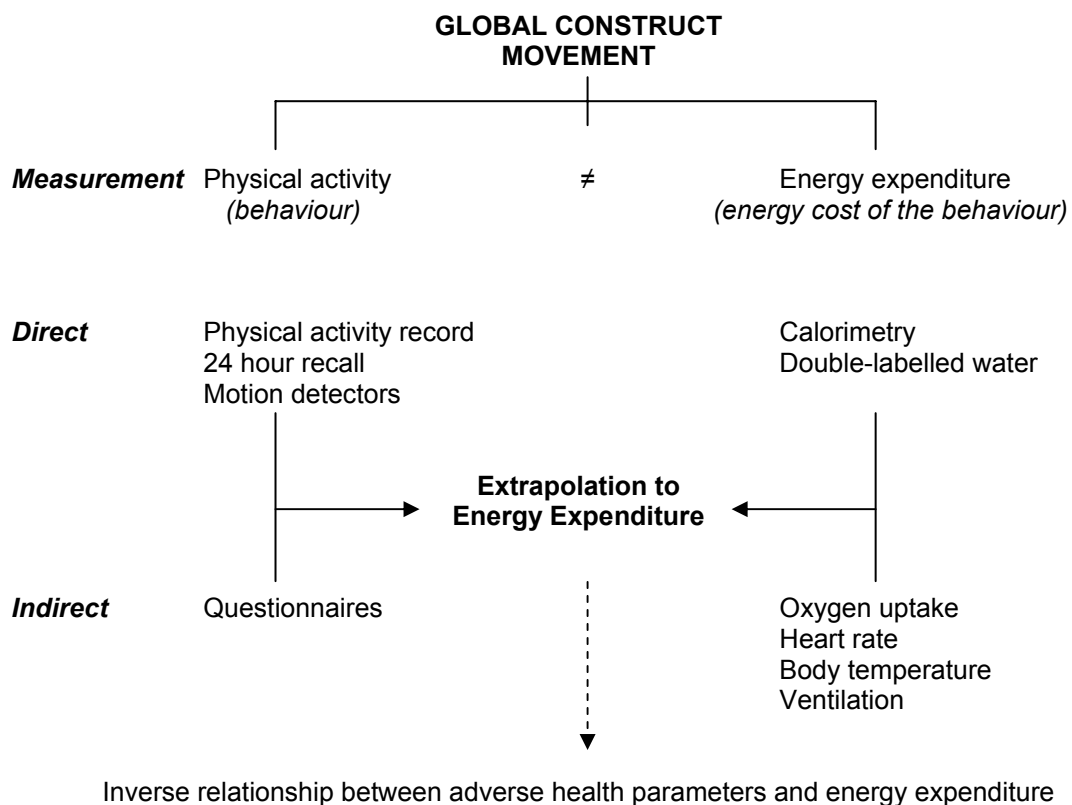 GLOBAL CONSTRUCT
MOVEMENT
Measurement Physical activity ≠ Energy expenditure
(behaviour) (energy cost of the behaviour)
Direct Physical activity record Calorimetry
24 hour recall Double-labelled water
Motion detectors
Extrapolation to
Energy Expenditure
Indirect Questionnaires Oxygen uptake
Heart rate
Body temperature
Ventilation
Inverse relationship between adverse health parameters and energy expenditure